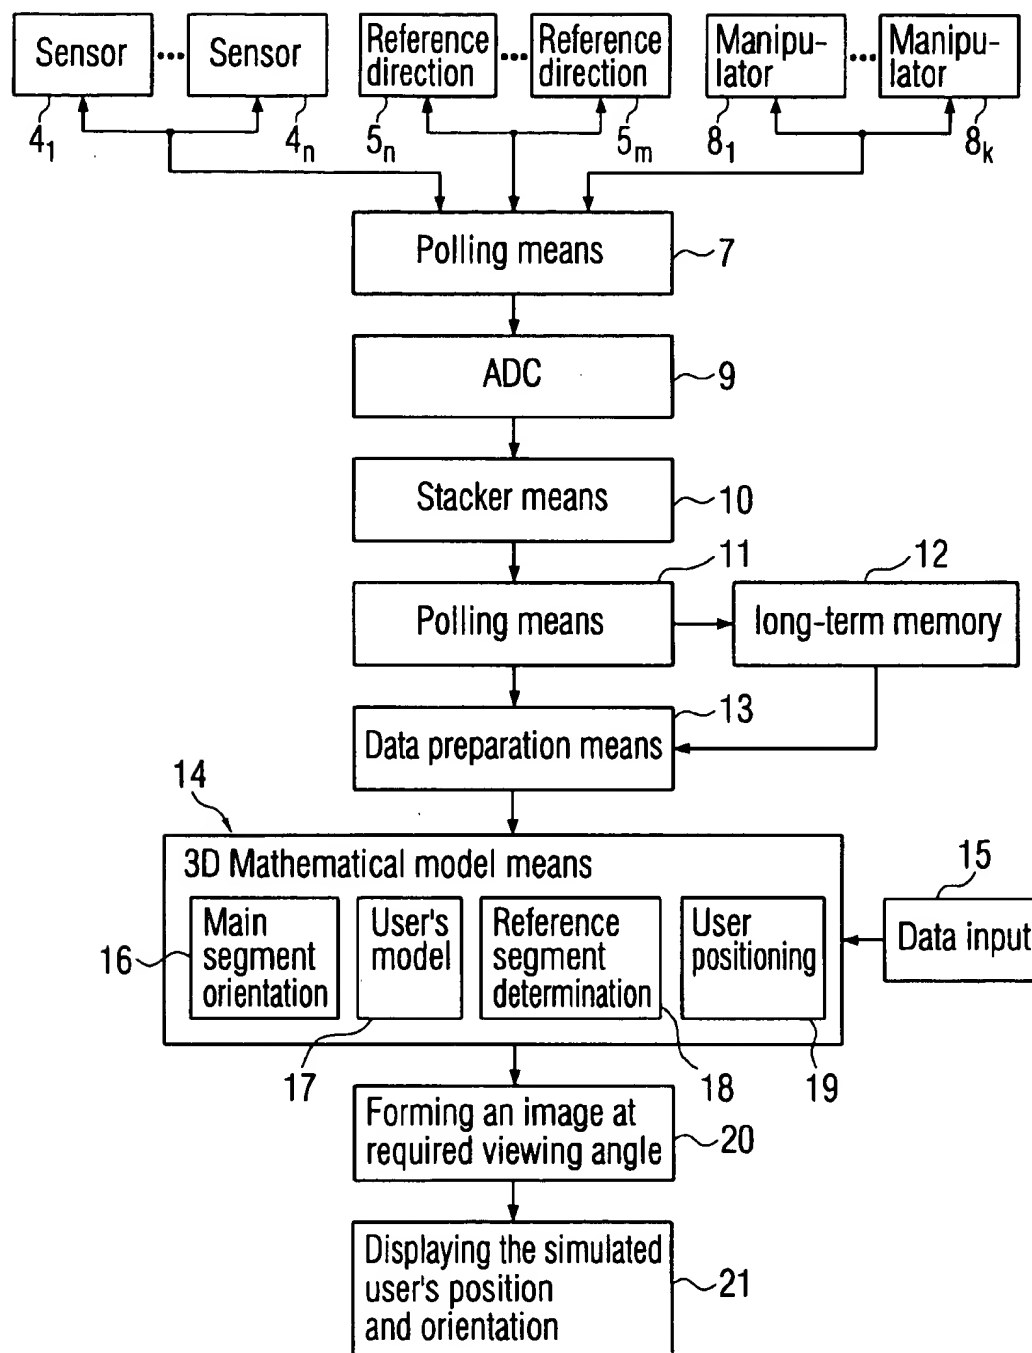 Sensor
...
Sensor
Reference
direction
...
Reference
direction
Manipu-
lator
...
Manipu-
lator
4₁
4ₙ
5ₙ
5ₘ
8₁
8ₖ
Polling means
7
ADC
9
Stacker means
10
11
12
Polling means
long-term memory
13
Data preparation means
14
3D Mathematical model means
15
Data input
16
Main
segment
orientation
User's
model
Reference
segment
determination
User
positioning
17
18
19
Forming an image at
required viewing angle
20
Displaying the simulated
user's position
and orientation
21